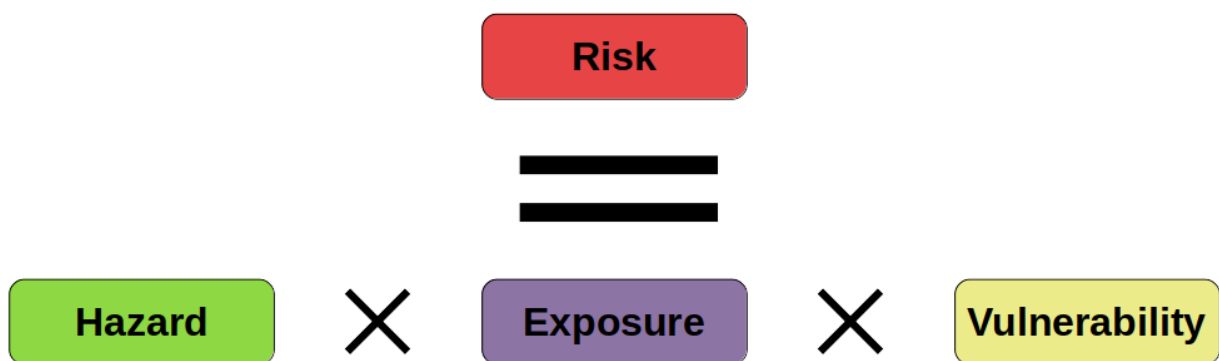 Risk
=
Hazard × Exposure × Vulnerability